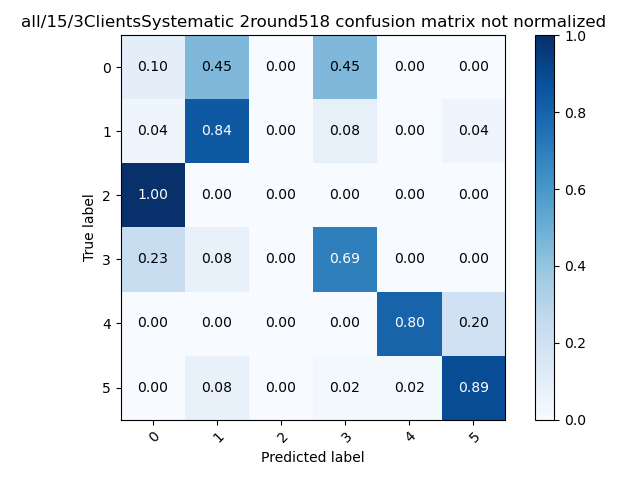 all/15/3ClientsSystematic 2round518 confusion matrix not normalized
True label
0 0.10 0.45 0.00 0.45 0.00 0.00
1 0.04 0.84 0.00 0.08 0.00 0.04
2 1.00 0.00 0.00 0.00 0.00 0.00
3 0.23 0.08 0.00 0.69 0.00 0.00
4 0.00 0.00 0.00 0.00 0.80 0.20
5 0.00 0.08 0.00 0.02 0.02 0.89
0 1 2 3 4 5
Predicted label
1.0
0.8
0.6
0.4
0.2
0.0